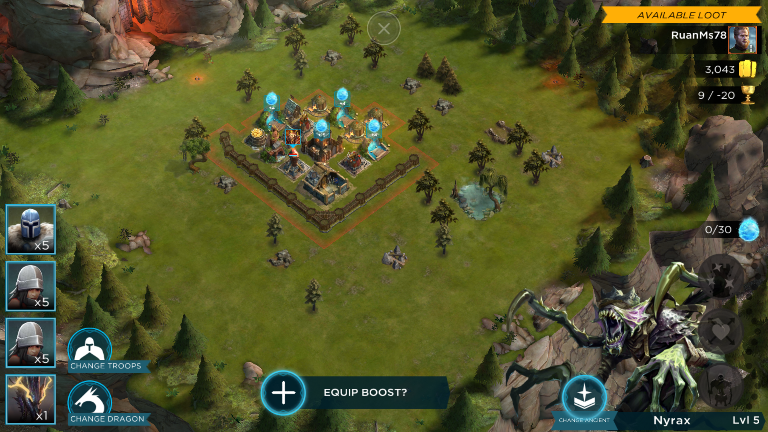 AVAILABLE LOOT
RuanMs78
3,043
9 / -20
x5
x5
x5
x1
0/30
CHANGE TROOPS
CHANGE DRAGON
EQUIP BOOST?
CHANGE ANCIENT
Nyrax
Lvl 5